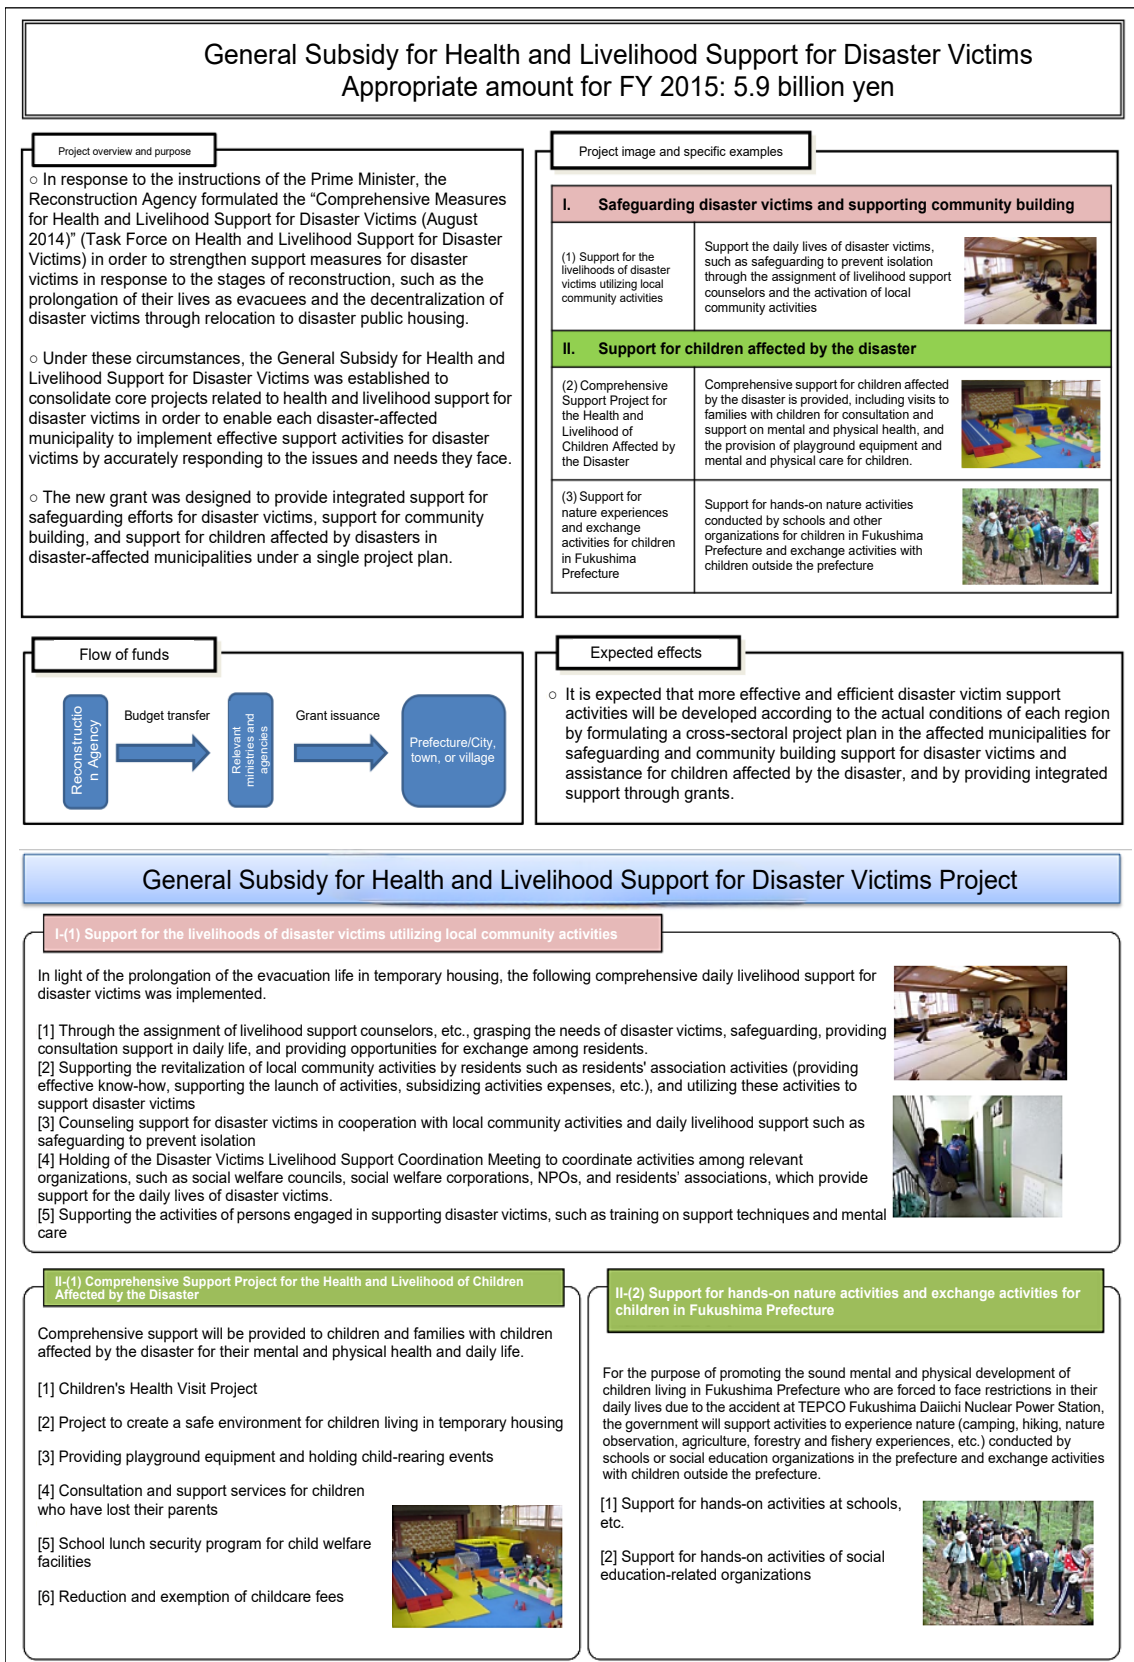 General Subsidy for Health and Livelihood Support for Disaster Victims
Appropriate amount for FY 2015: 5.9 billion yen
Project overview and purpose
○ In response to the instructions of the Prime Minister, the
Reconstruction Agency formulated the “Comprehensive Measures
for Health and Livelihood Support for Disaster Victims (August
2014)” (Task Force on Health and Livelihood Support for Disaster
Victims) in order to strengthen support measures for disaster
victims in response to the stages of reconstruction, such as the
prolongation of their lives as evacuees and the decentralization of
disaster victims through relocation to disaster public housing.
○ Under these circumstances, the General Subsidy for Health and
Livelihood Support for Disaster Victims was established to
consolidate core projects related to health and livelihood support for
disaster victims in order to enable each disaster-affected
municipality to implement effective support activities for disaster
victims by accurately responding to the issues and needs they face.
○ The new grant was designed to provide integrated support for
safeguarding efforts for disaster victims, support for community
building, and support for children affected by disasters in
disaster-affected municipalities under a single project plan.
Project image and specific examples
I. Safeguarding disaster victims and supporting community building
(1) Support for the
livelihoods of disaster
victims utilizing local
community activities
Support the daily lives of disaster victims,
such as safeguarding to prevent isolation
through the assignment of livelihood support
counselors and the activation of local
community activities
II. Support for children affected by the disaster
(2) Comprehensive
Support Project for
the Health and
Livelihood of
Children Affected by
the Disaster
Comprehensive support for children affected
by the disaster is provided, including visits to
families with children for consultation and
support on mental and physical health, and
the provision of playground equipment and
mental and physical care for children.
(3) Support for
nature experiences
and exchange
activities for children
in Fukushima
Prefecture
Support for hands-on nature activities
conducted by schools and other
organizations for children in Fukushima
Prefecture and exchange activities with
children outside the prefecture
Flow of funds
Reconstructio
n Agency
Budget transfer
Relevant
ministries and
agencies
Grant issuance
Prefecture/City,
town, or village
Expected effects
○ It is expected that more effective and efficient disaster victim support
activities will be developed according to the actual conditions of each region
by formulating a cross-sectoral project plan in the affected municipalities for
safeguarding and community building support for disaster victims and
assistance for children affected by the disaster, and by providing integrated
support through grants.
General Subsidy for Health and Livelihood Support for Disaster Victims Project
I-(1) Support for the livelihoods of disaster victims utilizing local community activities
In light of the prolongation of the evacuation life in temporary housing, the following comprehensive daily livelihood support for
disaster victims was implemented.
[1] Through the assignment of livelihood support counselors, etc., grasping the needs of disaster victims, safeguarding, providing
consultation support in daily life, and providing opportunities for exchange among residents.
[2] Supporting the revitalization of local community activities by residents such as residents' association activities (providing
effective know-how, supporting the launch of activities, subsidizing activities expenses, etc.), and utilizing these activities to
support disaster victims
[3] Counseling support for disaster victims in cooperation with local community activities and daily livelihood support such as
safeguarding to prevent isolation
[4] Holding of the Disaster Victims Livelihood Support Coordination Meeting to coordinate activities among relevant
organizations, such as social welfare councils, social welfare corporations, NPOs, and residents’ associations, which provide
support for the daily lives of disaster victims.
[5] Supporting the activities of persons engaged in supporting disaster victims, such as training on support techniques and mental
care
II-(1) Comprehensive Support Project for the Health and Livelihood of Children
Affected by the Disaster
Comprehensive support will be provided to children and families with children
affected by the disaster for their mental and physical health and daily life.
[1] Children's Health Visit Project
[2] Project to create a safe environment for children living in temporary housing
[3] Providing playground equipment and holding child-rearing events
[4] Consultation and support services for children
who have lost their parents
[5] School lunch security program for child welfare
facilities
[6] Reduction and exemption of childcare fees
II-(2) Support for hands-on nature activities and exchange activities for
children in Fukushima Prefecture
For the purpose of promoting the sound mental and physical development of
children living in Fukushima Prefecture who are forced to face restrictions in their
daily lives due to the accident at TEPCO Fukushima Daiichi Nuclear Power Station,
the government will support activities to experience nature (camping, hiking, nature
observation, agriculture, forestry and fishery experiences, etc.) conducted by
schools or social education organizations in the prefecture and exchange activities
with children outside the prefecture.
[1] Support for hands-on activities at schools,
etc.
[2] Support for hands-on activities of social
education-related organizations